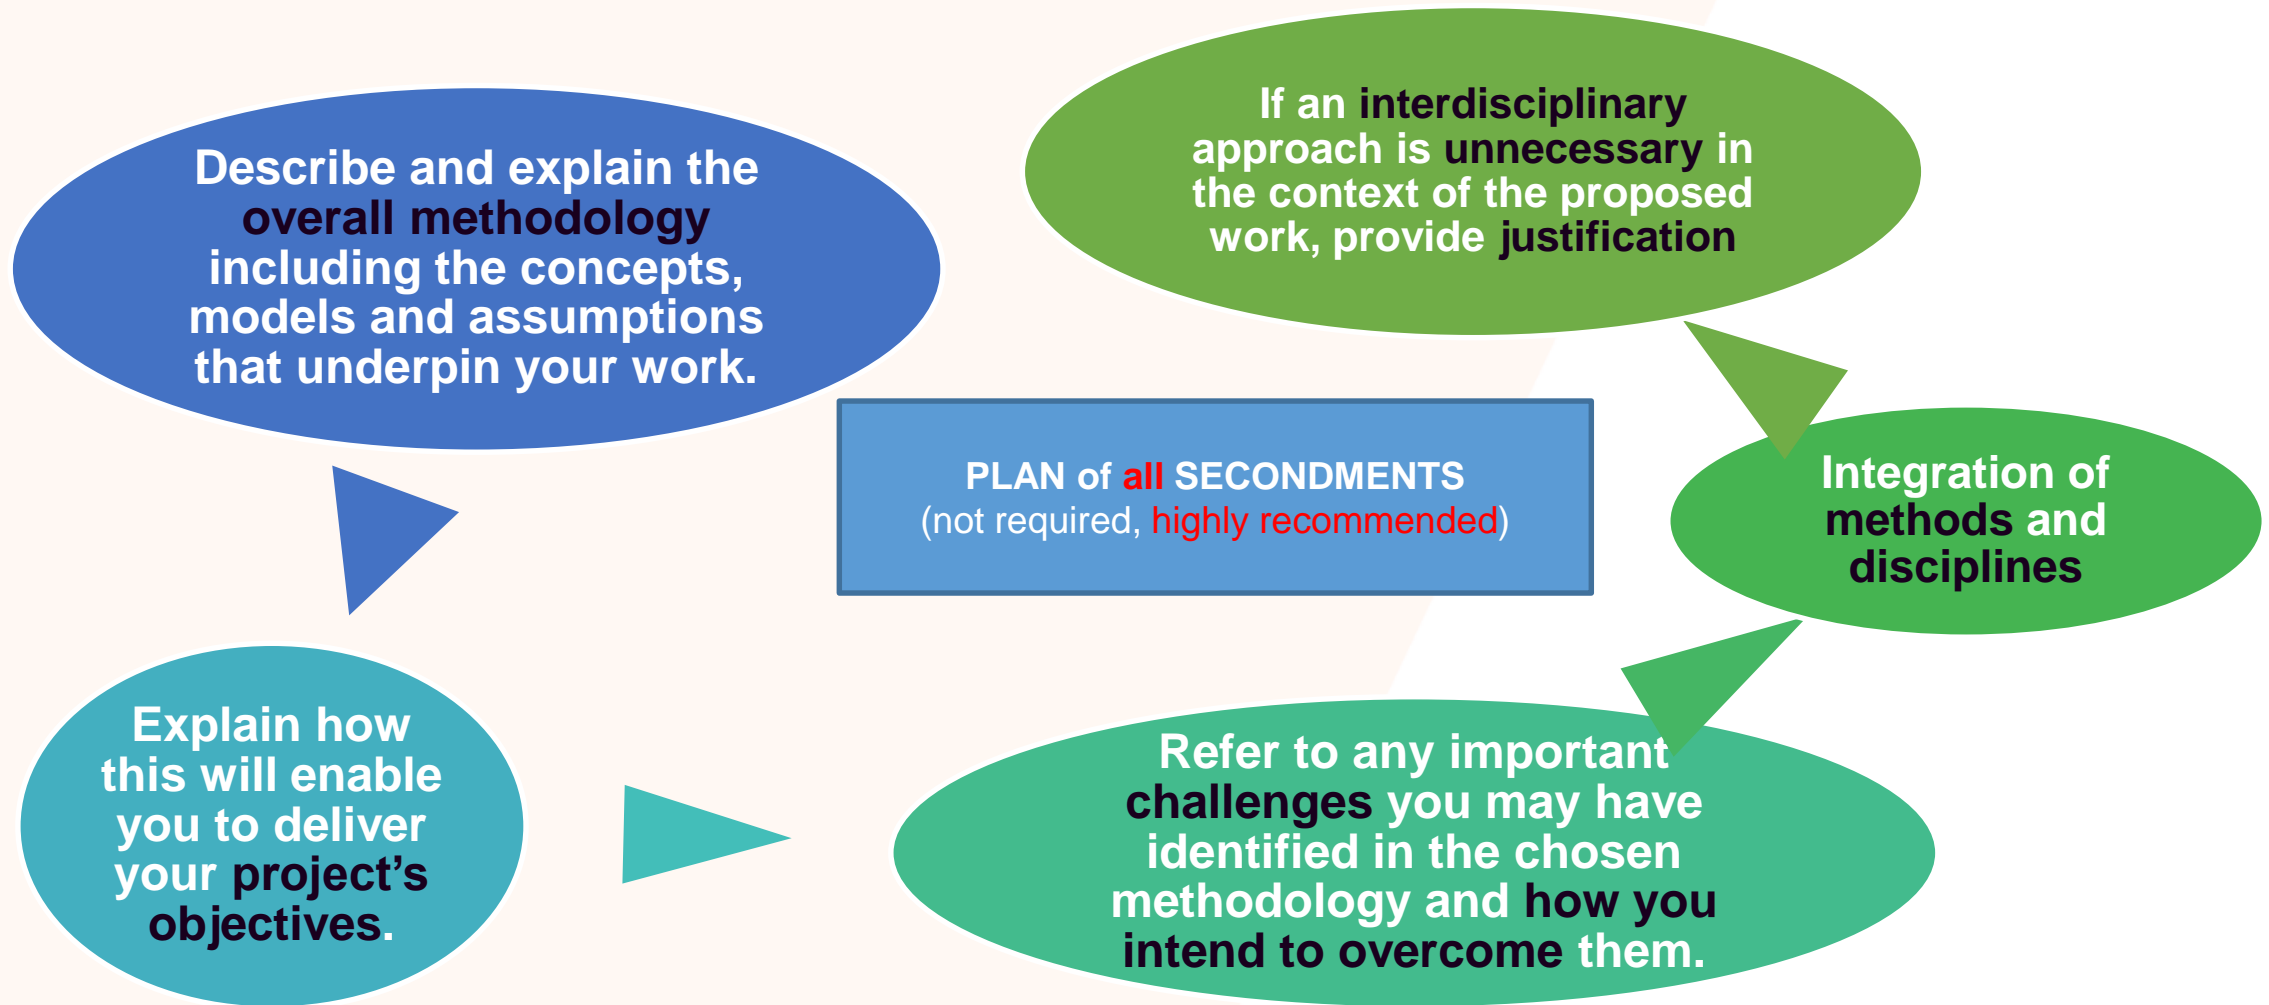 Describe and explain the
overall methodology
including the concepts,
models and assumptions
that underpin your work.
Explain how
this will enable
you to deliver
your project’s
objectives.
Refer to any important
challenges you may have
identified in the chosen
methodology and how you
intend to overcome them.
Integration of
methods and
disciplines
If an interdisciplinary
approach is unnecessary in
the context of the proposed
work, provide justification
PLAN of all SECONDMENTS
(not required, highly recommended)